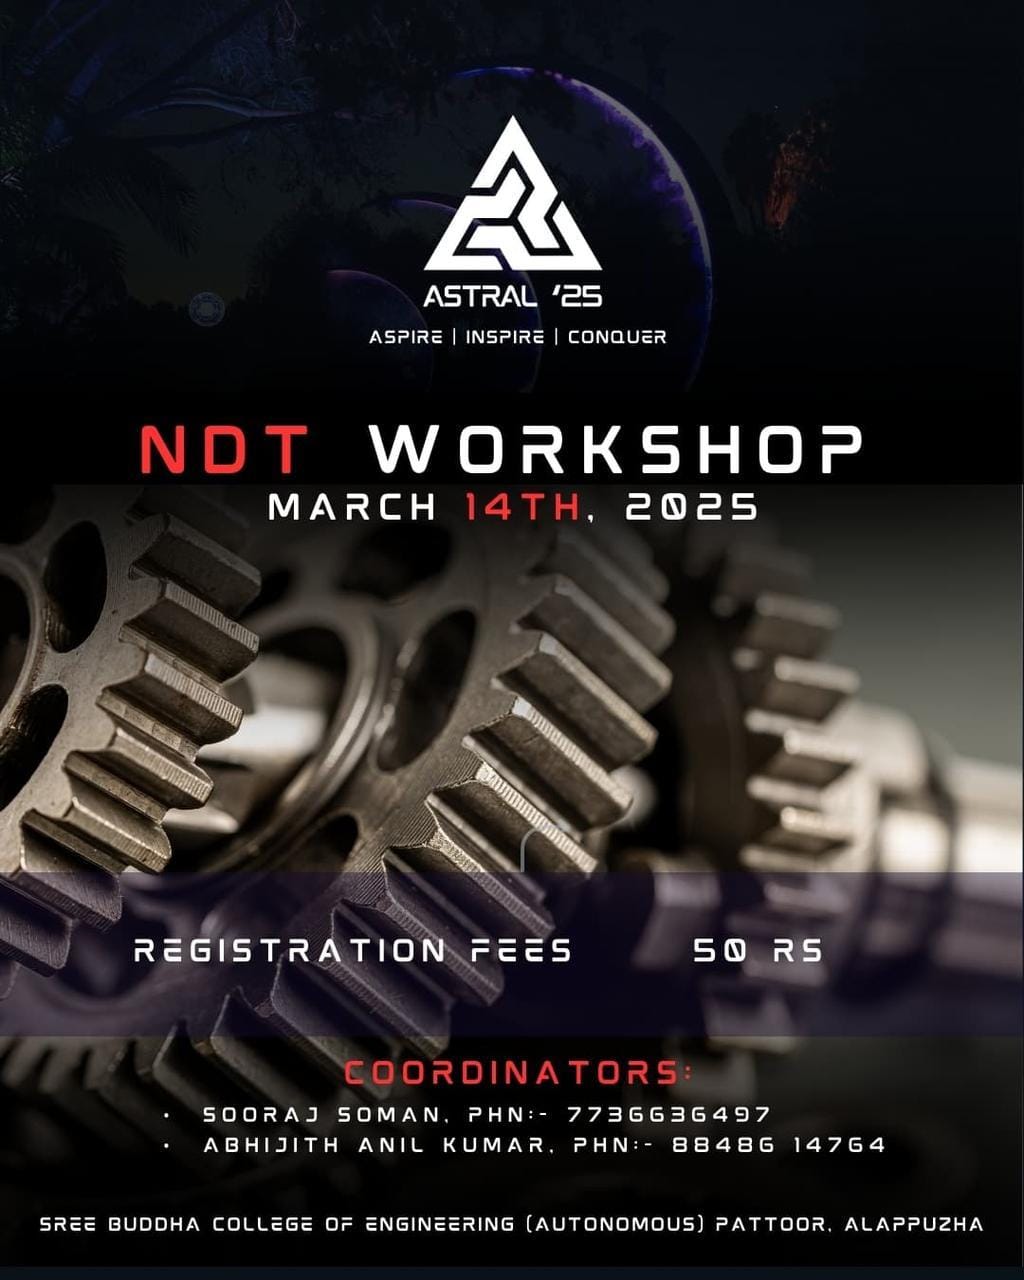 ASTRAL '25
ASPIRE | INSPIRE | CONQUER
NDT WORKSHOP
MARCH 14TH, 2025
REGISTRATION FEES 50 RS
COORDINATORS:
• SOORAJ SOMAN, PHN:- 7736636497
• ABHIJITH ANIL KUMAR, PHN:- 88486 14764
SREE BUDDHA COLLEGE OF ENGINEERING (AUTONOMOUS) PATTOOR, ALAPPUZHA